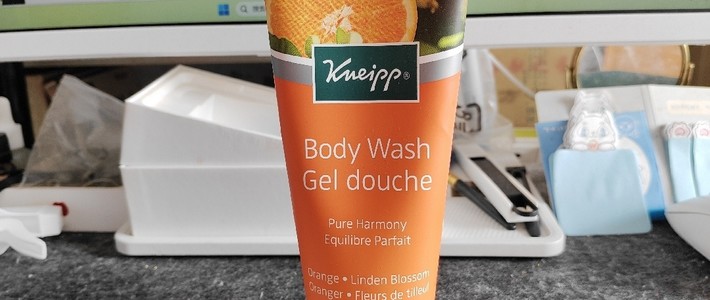 Kneipp®
Body Wash
Gel douche
Pure Harmony
Equilibre Parfait
Orange • Linden Blossom
Oranger • Fleurs de tilleul